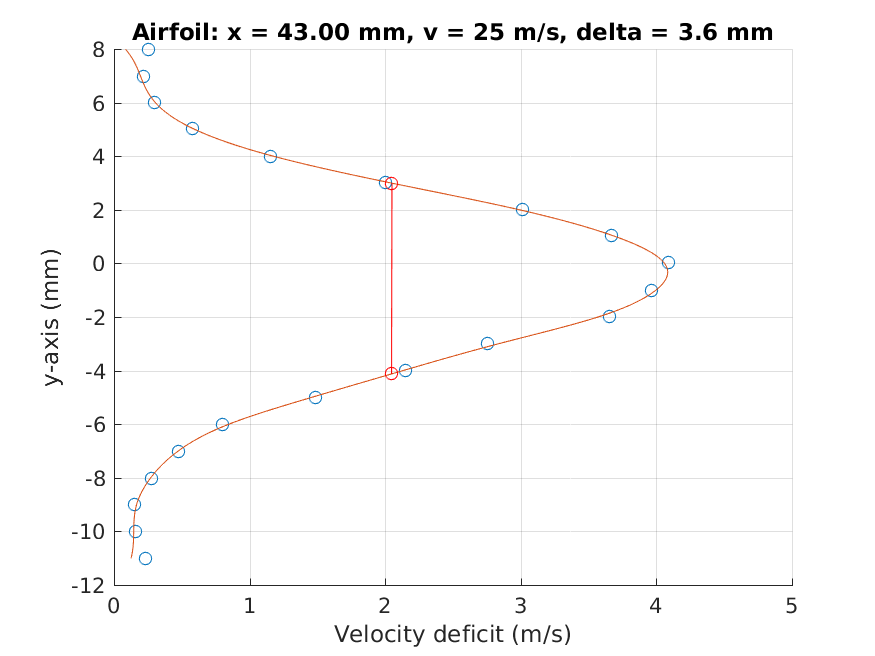 Airfoil: x = 43.00 mm, v = 25 m/s, delta = 3.6 mm
8
6
4
2
0
-2
-4
-6
-8
-10
-12
y-axis (mm)
0 1 2 3 4 5
Velocity deficit (m/s)